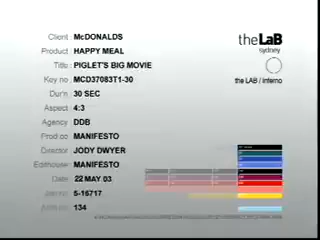 Client McDONALDS
Product HAPPY MEAL
Title : PIGLET'S BIG MOVIE
Key no MCD37083T1-30
Dur'n 30 SEC
Aspect 4:3
Agency DDB
Prod.co MANIFESTO
Director JODY DWYER
Edithouse MANIFESTO
Date 22 MAY 03
5-16717
134
theLaB
sydney
the LAB / inferno